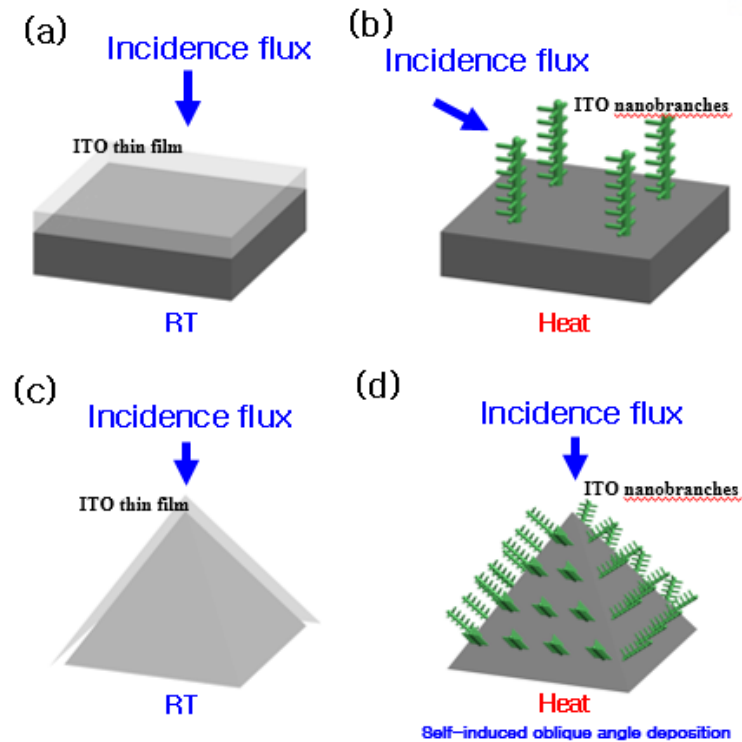 (a)
Incidence flux
ITO thin film
RT
(b)
Incidence flux
ITO nanobranches
Heat
(c)
Incidence flux
ITO thin film
RT
(d)
Incidence flux
ITO nanobranches
Heat
Self-induced oblique angle deposition